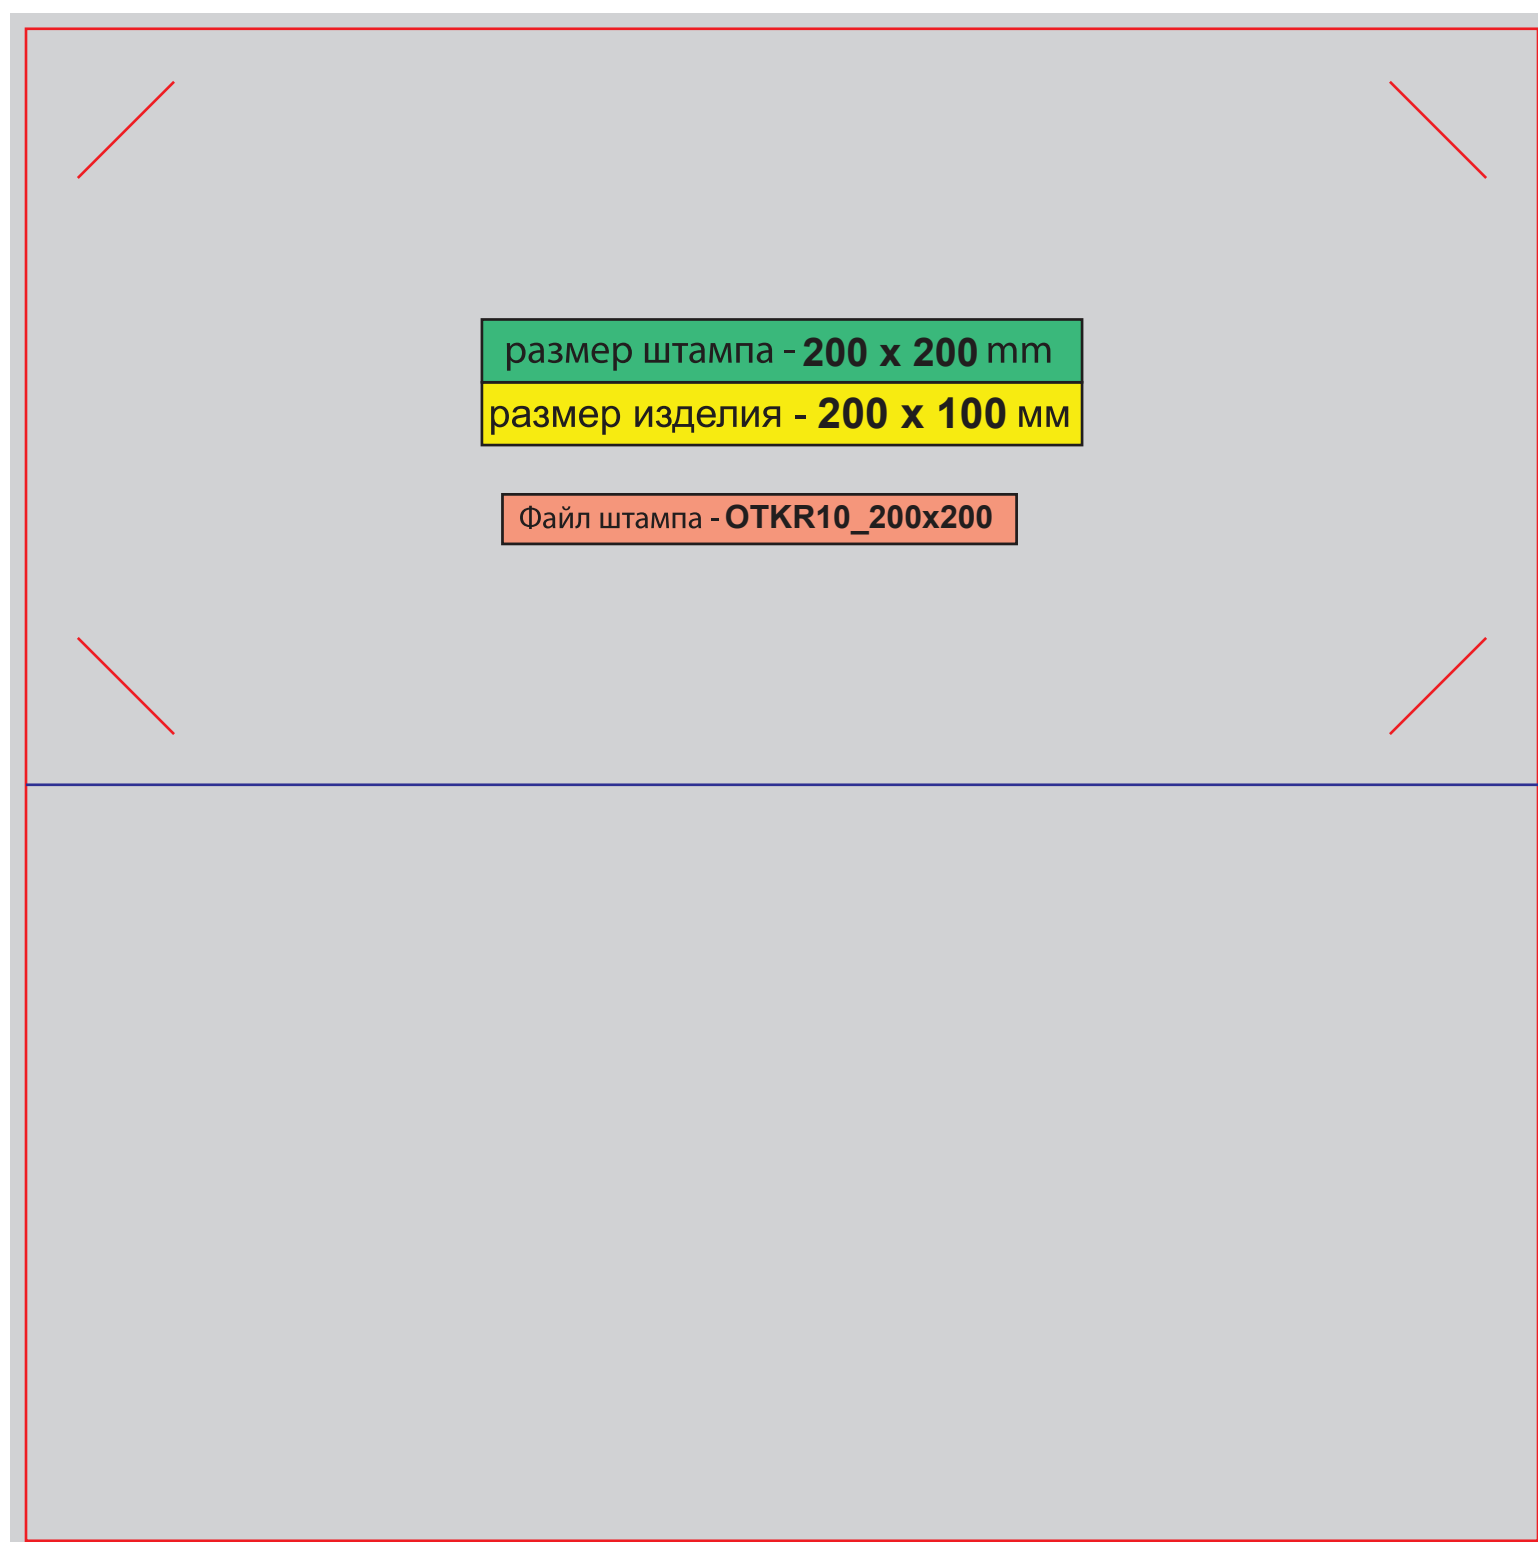 размер штампа - 200 x 200 mm
размер изделия - 200 x 100 мм
Файл штампа - OTKR10_200x200